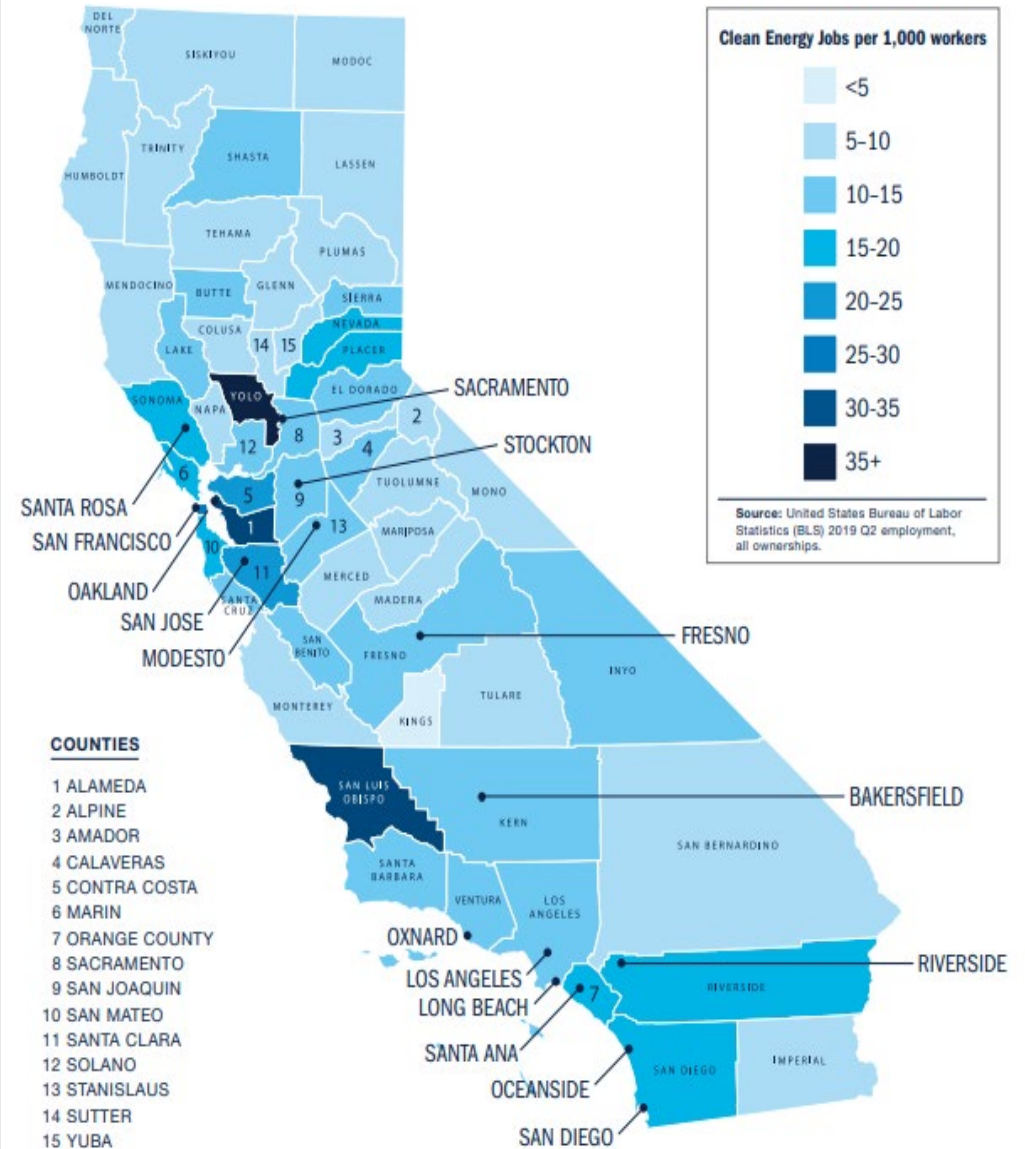 DEL
NORTE
SISKIYOU
MODOC
TRINITY
SHASTA
LASSEN
HUMBOLDT
TEHAMA
PLUMAS
MENDOCINO
BUTTE
GLENN
SIERRA
NEVADA
COLUSA
14
15
PLACER
LAKE
EL DORADO
SONOMA
NAPA
YOLO
SACRAMENTO
2
8
3
12
4
STOCKTON
6
5
9
TUOLUMNE
MONO
SANTA ROSA
SAN FRANCISCO
1
13
MARIPOSA
10
11
MERCED
OAKLAND
SANTA
CRUZ
MADERA
SAN JOSE
MODESTO
SAN
BENITO
FRESNO
FRESNO
INYO
TULARE
MONTEREY
KINGS
SAN LUIS
OBISPO
BAKERSFIELD
KERN
SAN BERNARDINO
SANTA
BARBARA
VENTURA
LOS
ANGELES
OXNARD
LOS ANGELES
LONG BEACH
7
RIVERSIDE
RIVERSIDE
SANTA ANA
OCEANSIDE
SAN DIEGO
IMPERIAL
SAN DIEGO
Clean Energy Jobs per 1,000 workers
<5
5–10
10–15
15-20
20–25
25-30
30-35
35+
Source: United States Bureau of Labor
Statistics (BLS) 2019 Q2 employment,
all ownerships.
COUNTIES
1 ALAMEDA
2 ALPINE
3 AMADOR
4 CALAVERAS
5 CONTRA COSTA
6 MARIN
7 ORANGE COUNTY
8 SACRAMENTO
9 SAN JOAQUIN
10 SAN MATEO
11 SANTA CLARA
12 SOLANO
13 STANISLAUS
14 SUTTER
15 YUBA